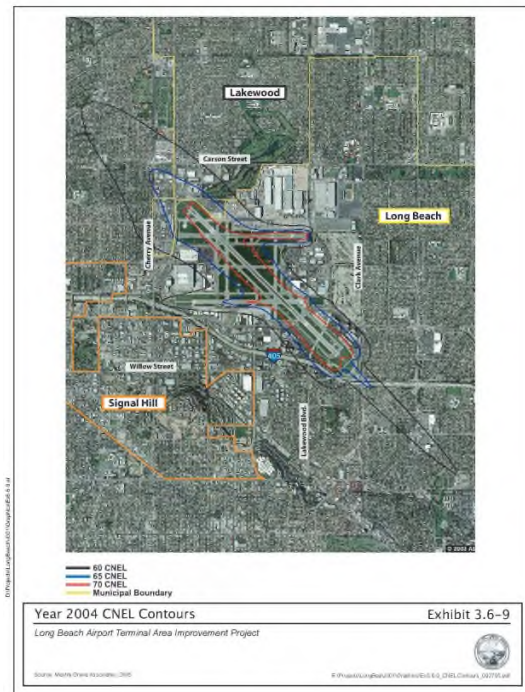 Lakewood
Carson Street
Long Beach
Cherry Avenue
Clark Avenue
405
Willow Street
Signal Hill
Lakewood Blvd.
60 CNEL
65 CNEL
70 CNEL
Municipal Boundary
Year 2004 CNEL Contours
Exhibit 3.6-9
Long Beach Airport Terminal Area Improvement Project